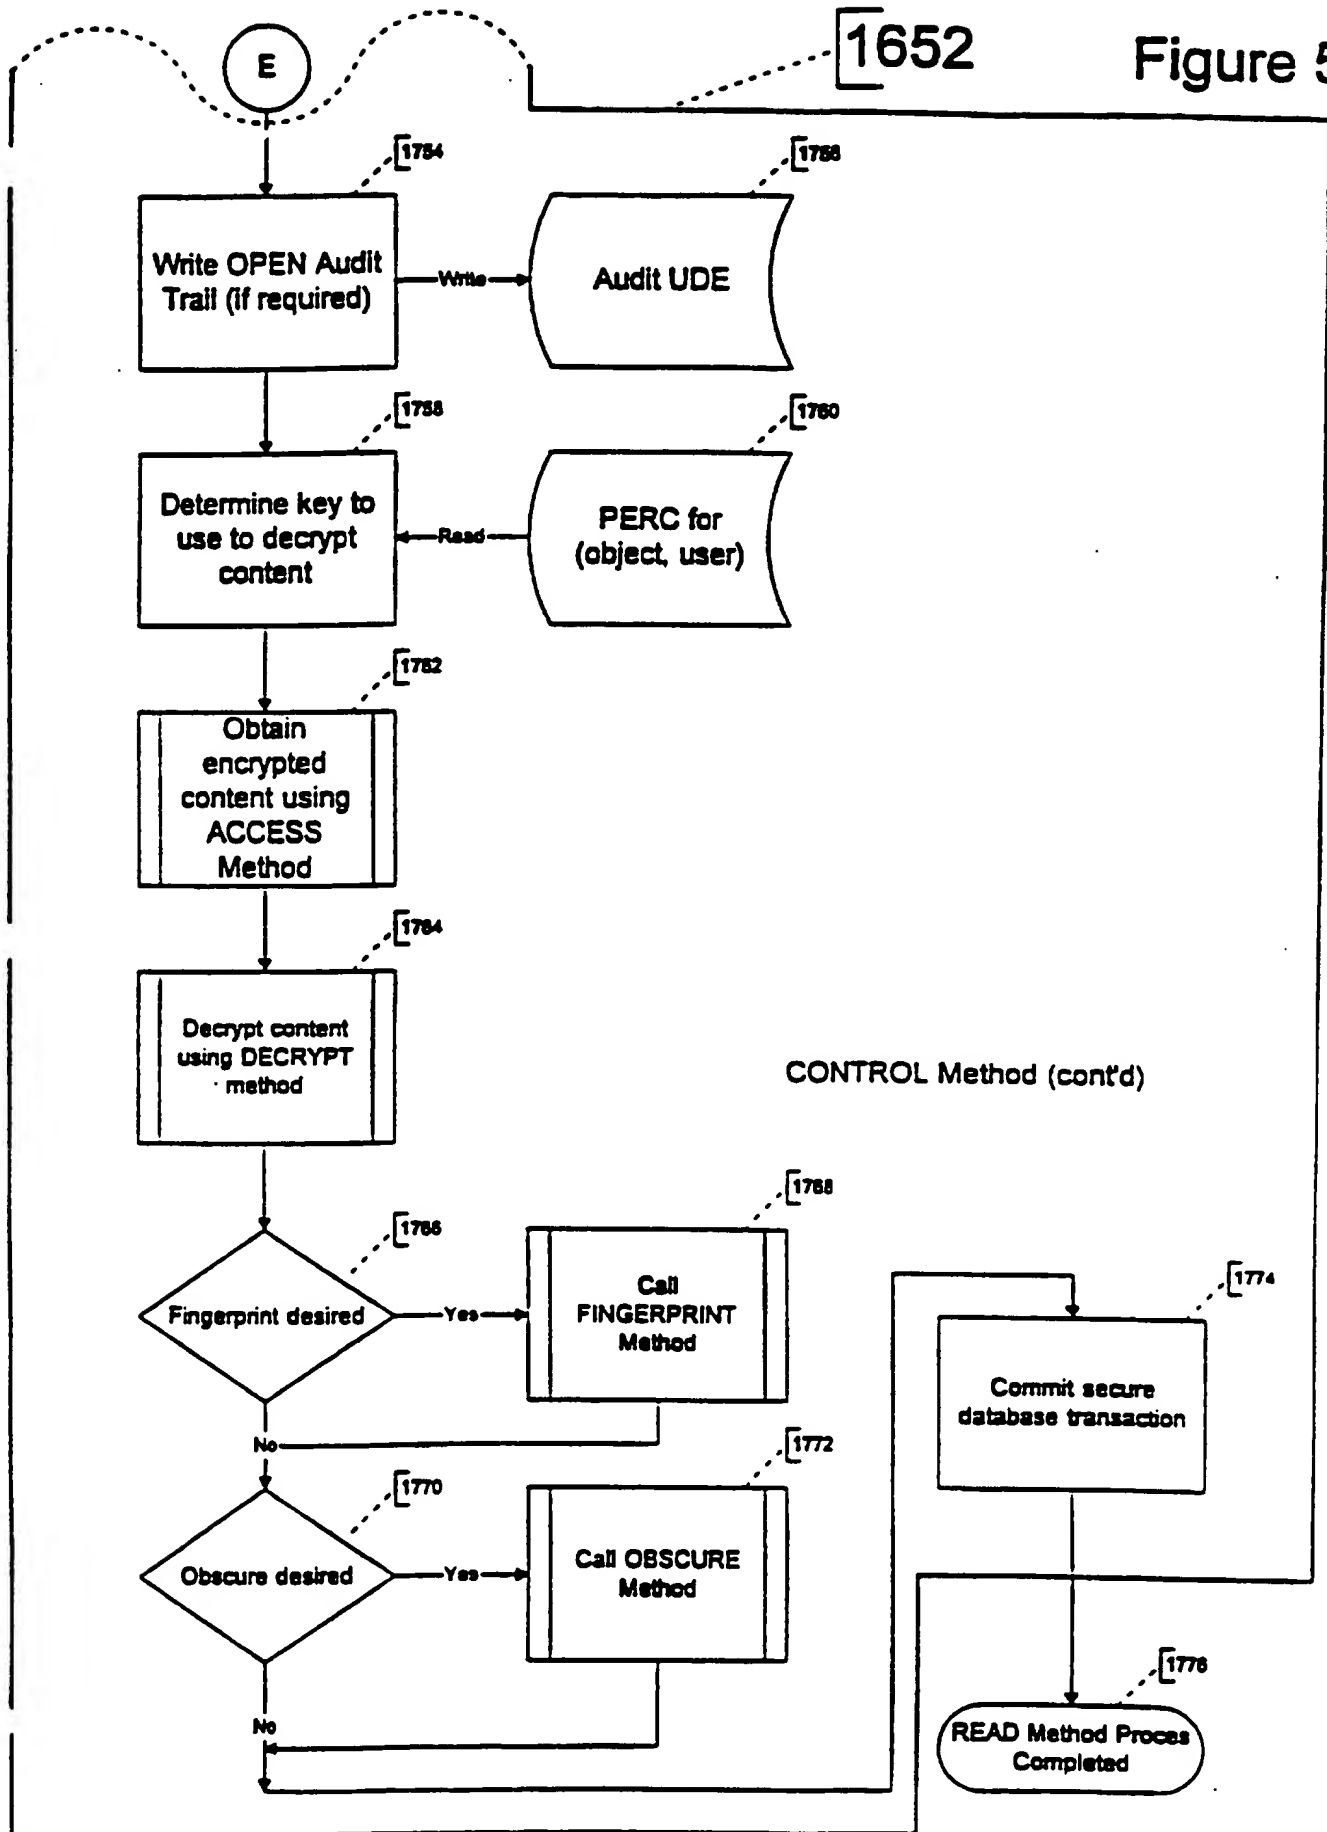 E
1652
Figure 5
1754
1756
Write OPEN Audit
Trail (if required)
Write
Audit UDE
1758
1760
Determine key to
use to decrypt
content
Read
PERC for
(object, user)
1762
Obtain
encrypted
content using
ACCESS
Method
1764
Decrypt content
using DECRYPT
method
CONTROL Method (cont'd)
1766
1768
Fingerprint desired
Yes
Call
FINGERPRINT
Method
1774
Commit secure
database transaction
No
1770
1772
Obscure desired
Yes
Call OBSCURE
Method
No
1776
READ Method Proces
Completed